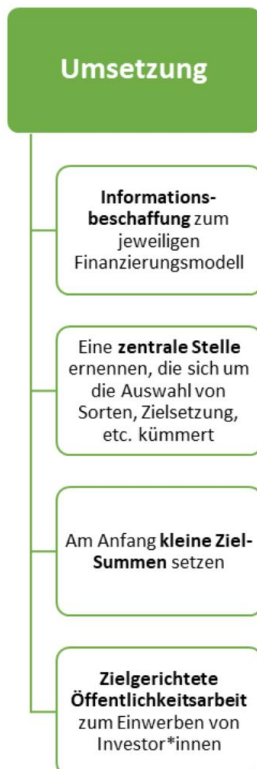 Umsetzung
Informations-
beschaffung zum
jeweiligen
Finanzierungsmodell
Eine zentrale Stelle
ernennen, die sich um
die Auswahl von
Sorten, Zielsetzung,
etc. kümmert
Am Anfang kleine Ziel-
Summen setzen
Zielgerichtete
Öffentlichkeitsarbeit
zum Einwerben von
Investor*innen